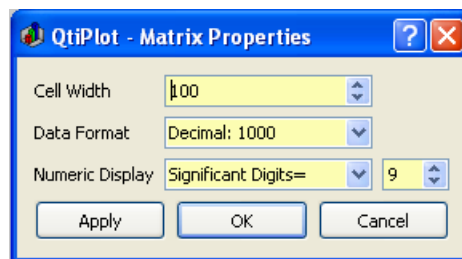 QtiPlot - Matrix Properties
Cell Width 100
Data Format Decimal: 1000
Numeric Display Significant Digits= 9
Apply OK Cancel